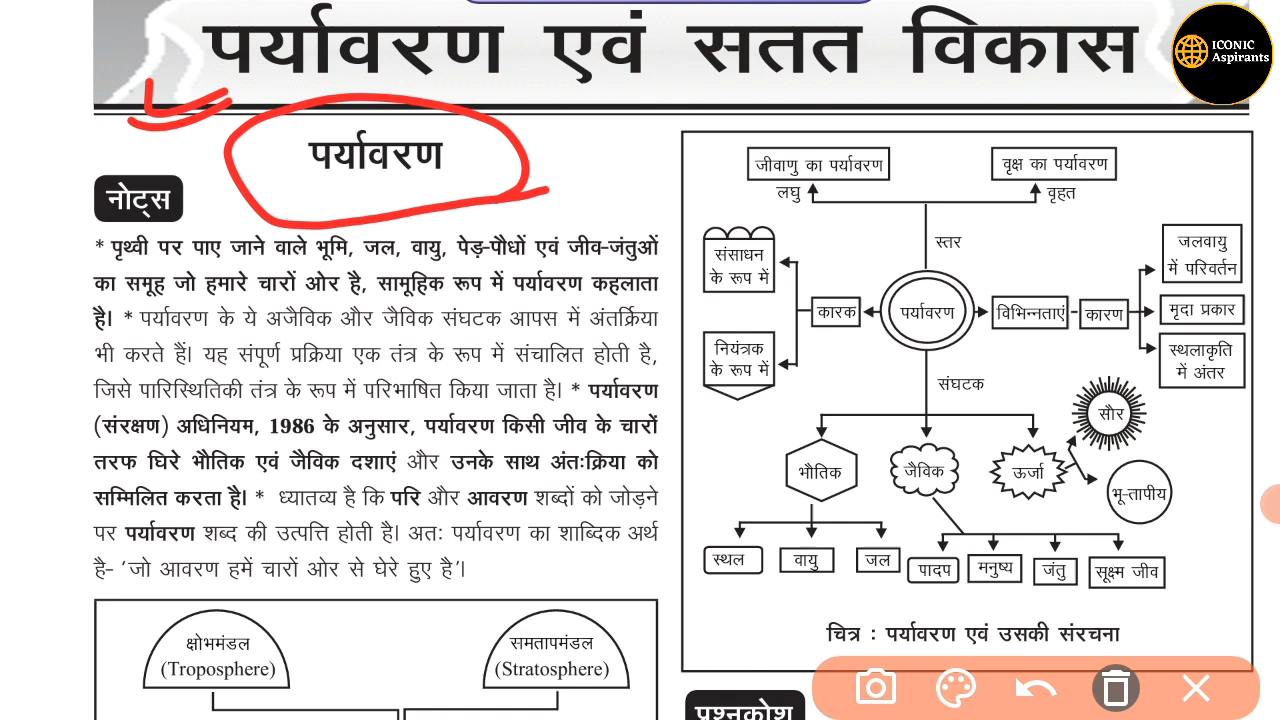 पर्यावरण एवं सतत विकास
ICONIC
Aspirants
पर्यावरण
नोट्स
* पृथ्वी पर पाए जाने वाले भूमि, जल, वायु, पेड़-पौधों एवं जीव-जंतुओं
का समूह जो हमारे चारों ओर है, सामूहिक रूप में पर्यावरण कहलाता
है। * पर्यावरण के ये अजैविक और जैविक संघटक आपस में अंतर्क्रिया
भी करते हैं। यह संपूर्ण प्रक्रिया एक तंत्र के रूप में संचालित होती है,
जिसे पारिस्थितिकी तंत्र के रूप में परिभाषित किया जाता है। * पर्यावरण
(संरक्षण) अधिनियम, 1986 के अनुसार, पर्यावरण किसी जीव के चारों
तरफ घिरे भौतिक एवं जैविक दशाएं और उनके साथ अंतःक्रिया को
सम्मिलित करता है। * ध्यातव्य है कि परि और आवरण शब्दों को जोड़ने
पर पर्यावरण शब्द की उत्पत्ति होती है। अतः पर्यावरण का शाब्दिक अर्थ
है- ‘जो आवरण हमें चारों ओर से घेरे हुए है’।
क्षोभमंडल
(Troposphere)
समतापमंडल
(Stratosphere)
जीवाणु का पर्यावरण
वृक्ष का पर्यावरण
लघु
वृहत
स्तर
संसाधन
के रूप में
नियंत्रक
के रूप में
कारक
पर्यावरण
विभिन्नताएं
कारण
जलवायु
में परिवर्तन
मृदा प्रकार
स्थलाकृति
में अंतर
संघटक
भौतिक
जैविक
ऊर्जा
सौर
भू-तापीय
स्थल
वायु
जल
पादप
मनुष्य
जंतु
सूक्ष्म जीव
चित्र : पर्यावरण एवं उसकी संरचना
प्रश्नकोश